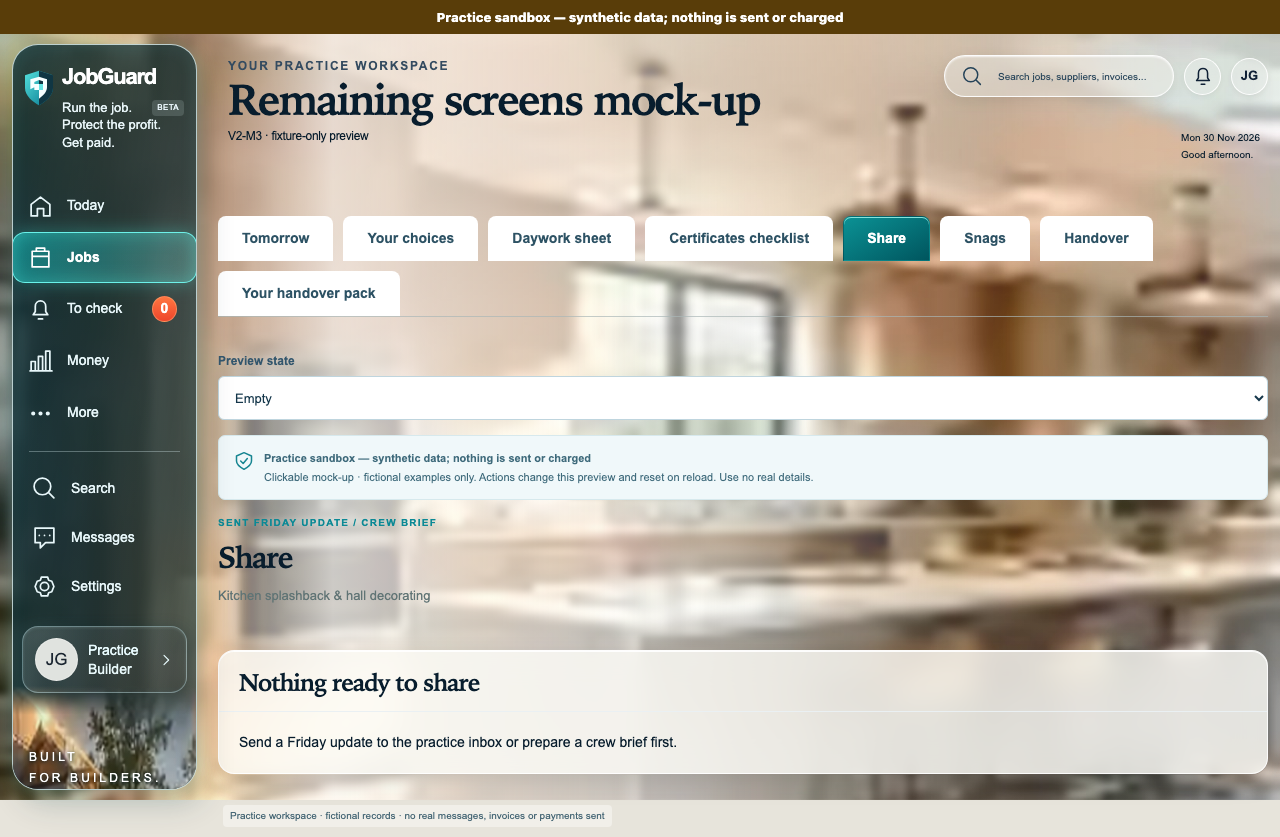 Practice sandbox — synthetic data; nothing is sent or charged
JobGuard
Run the job.
Protect the profit.
Get paid.
BETA
Today
Jobs
To check
0
Money
More
Search
Messages
Settings
JG
Practice
Builder
BUILT
FOR BUILDERS.
YOUR PRACTICE WORKSPACE
Remaining screens mock-up
V2-M3 · fixture-only preview
Search jobs, suppliers, invoices...
JG
Mon 30 Nov 2026
Good afternoon.
Tomorrow
Your choices
Daywork sheet
Certificates checklist
Share
Snags
Handover
Your handover pack
Preview state
Empty
Practice sandbox — synthetic data; nothing is sent or charged
Clickable mock-up · fictional examples only. Actions change this preview and reset on reload. Use no real details.
SENT FRIDAY UPDATE / CREW BRIEF
Share
Kitchen splashback & hall decorating
Nothing ready to share
Send a Friday update to the practice inbox or prepare a crew brief first.
Practice workspace · fictional records · no real messages, invoices or payments sent